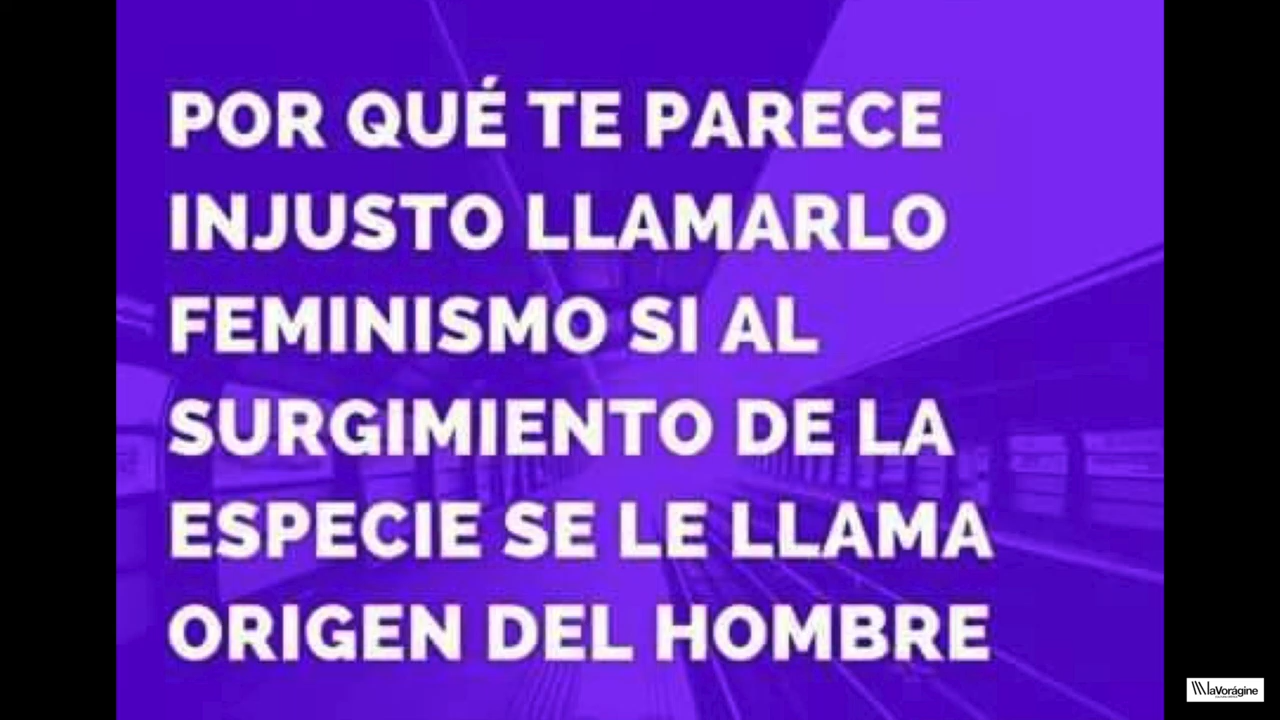 POR QUÉ TE PARECE
INJUSTO LLAMARLO
FEMINISMO SI AL
SURGIMIENTO DE LA
ESPECIE SE LE LLAMA
ORIGEN DEL HOMBRE
laVorágine